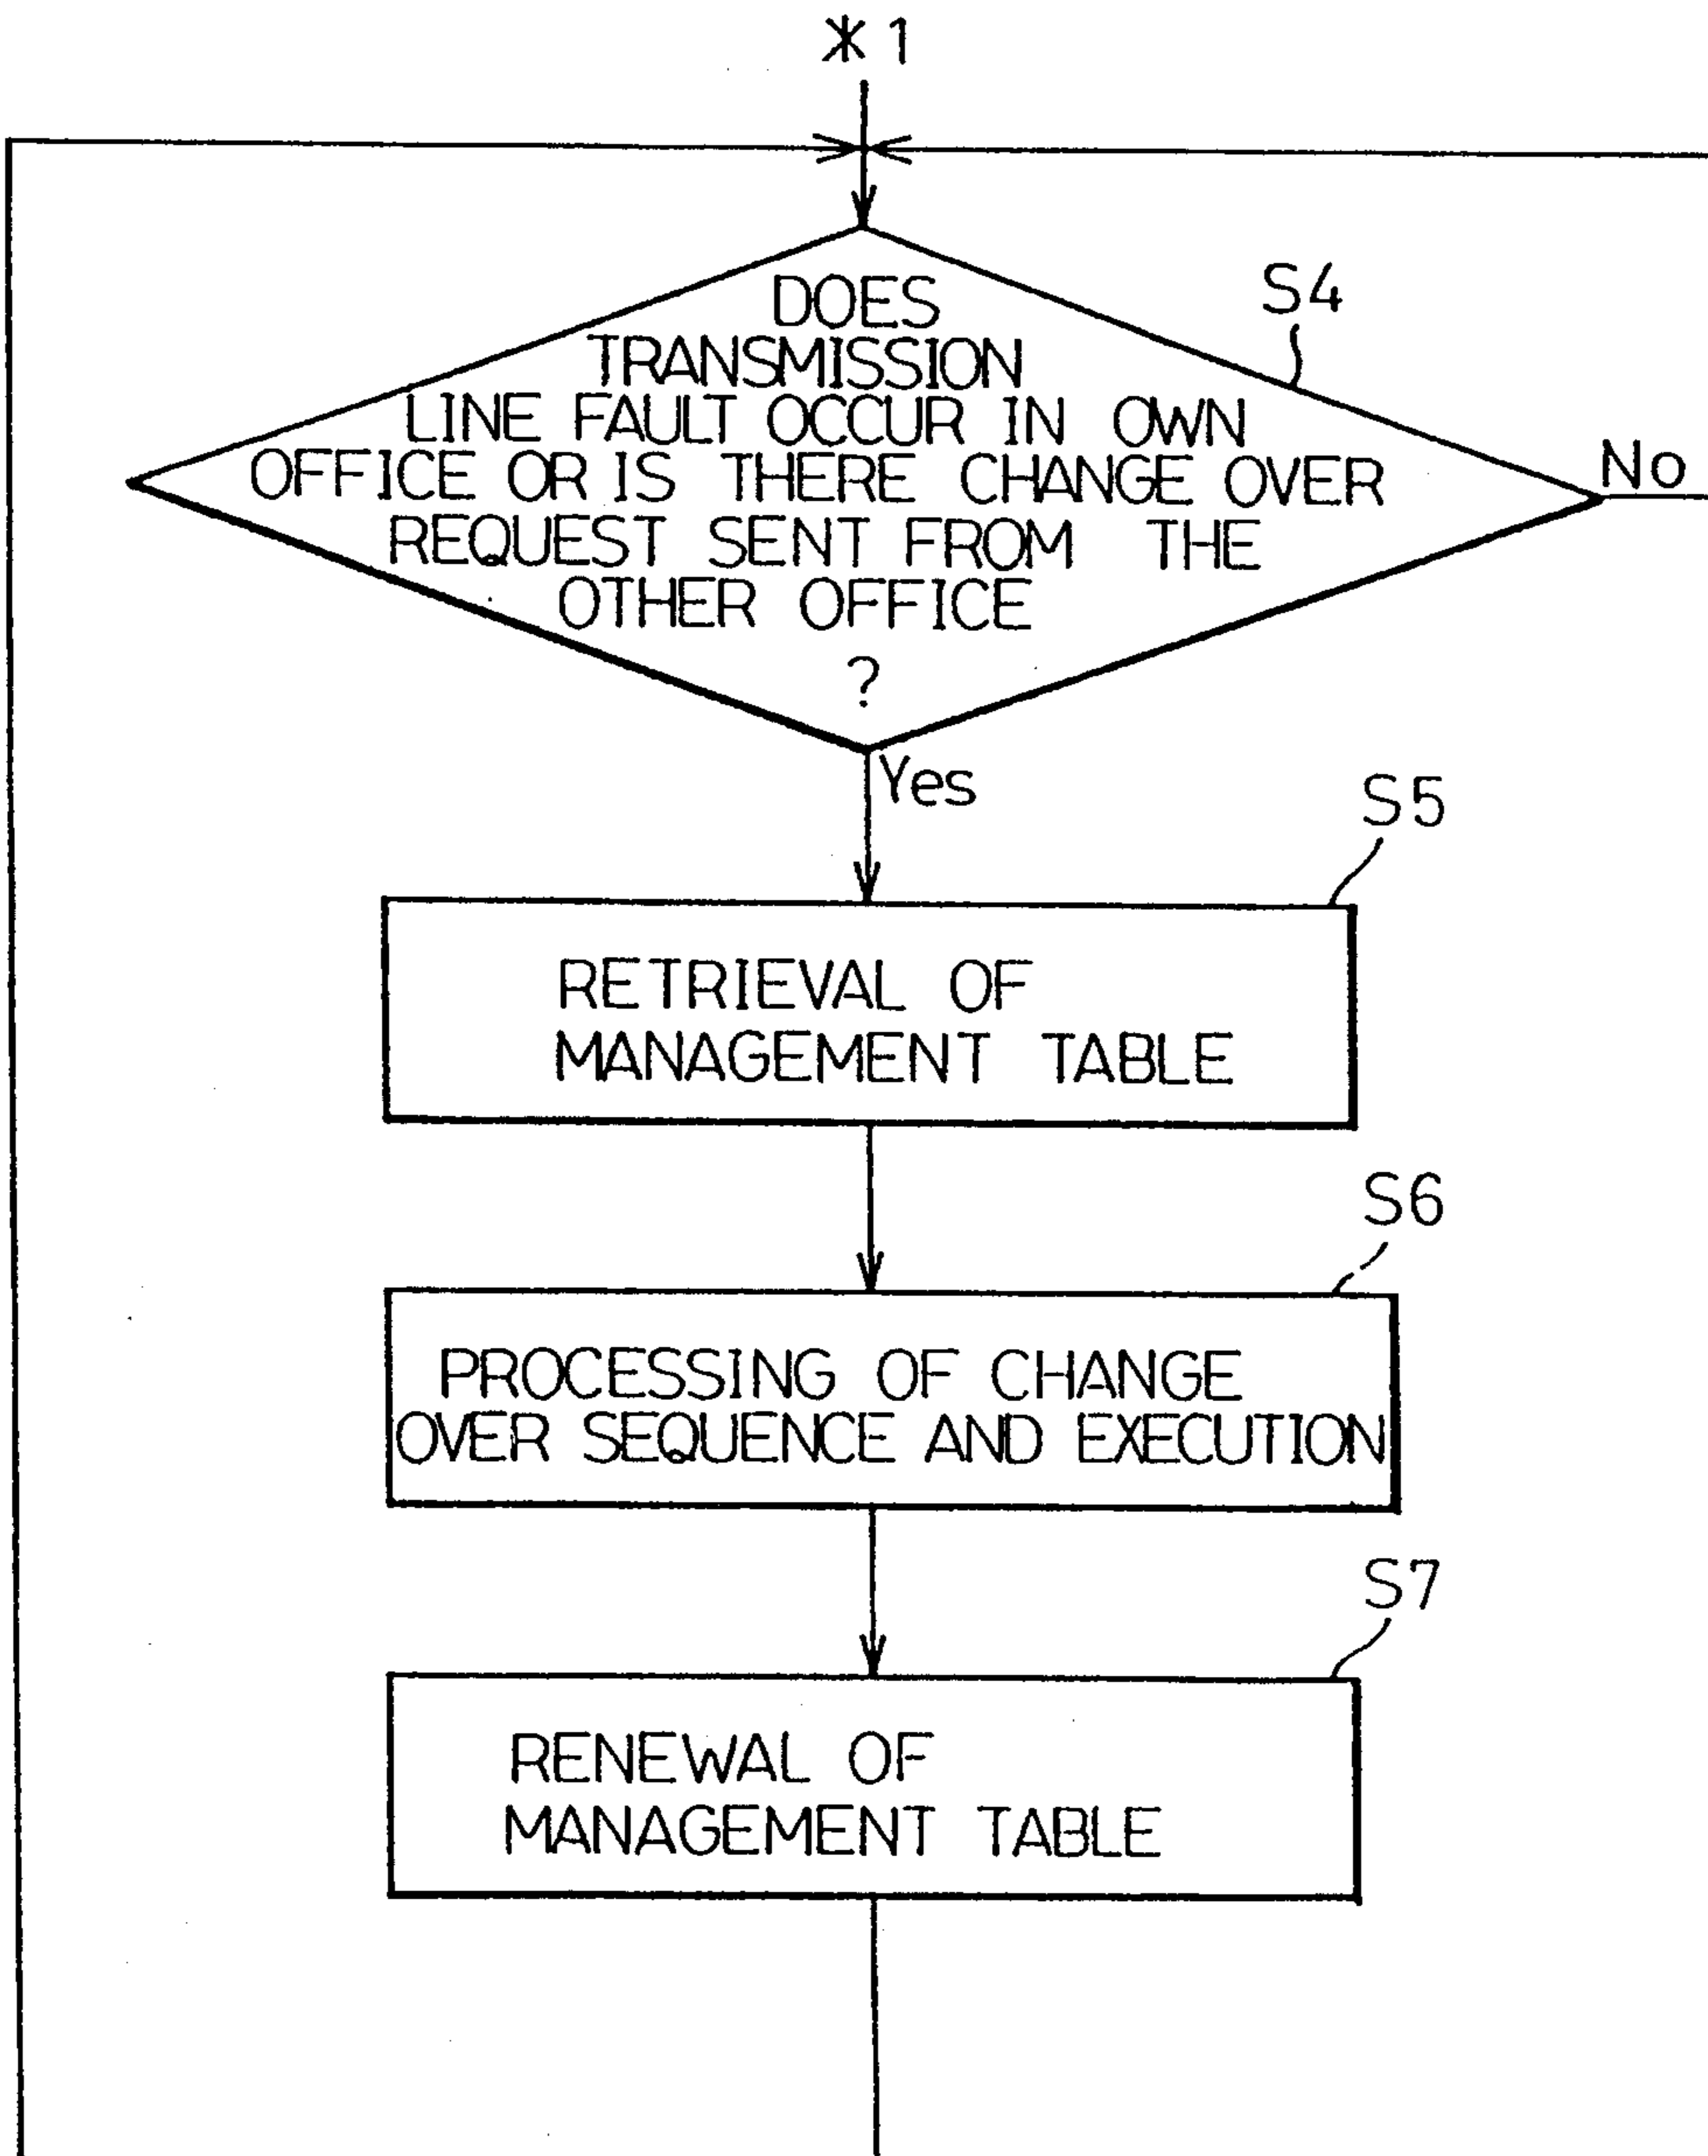 ※1
S4
DOES
TRANSMISSION
LINE FAULT OCCUR IN OWN
OFFICE OR IS THERE CHANGE OVER
REQUEST SENT FROM THE
OTHER OFFICE
?
No
Yes
S5
RETRIEVAL OF
MANAGEMENT TABLE
S6
PROCESSING OF CHANGE
OVER SEQUENCE AND EXECUTION
S7
RENEWAL OF
MANAGEMENT TABLE